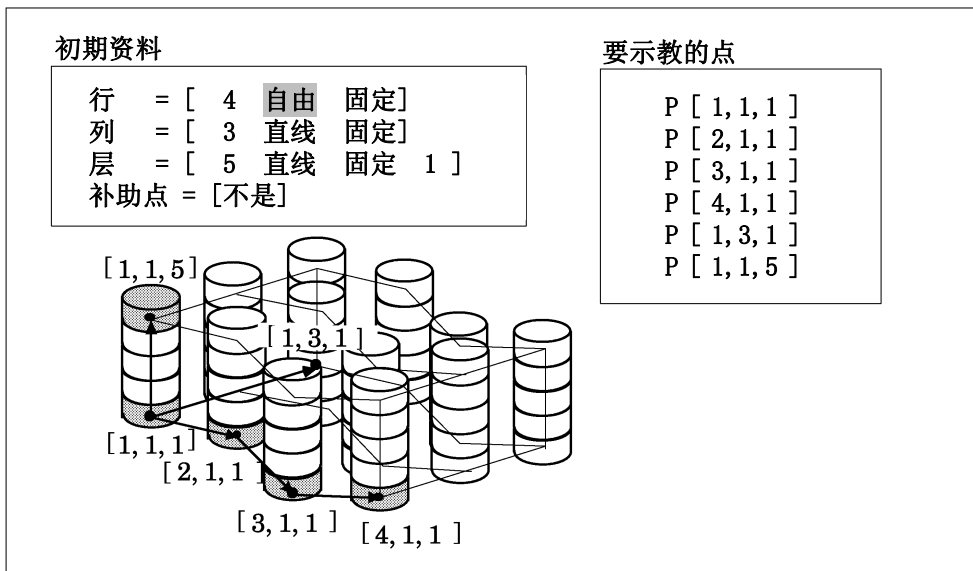 初期资料
行 = [ 4 自由 固定]
列 = [ 3 直线 固定]
层 = [ 5 直线 固定 1 ]
补助点 = [不是]
要示教的点
P [ 1,1,1 ]
P [ 2,1,1 ]
P [ 3,1,1 ]
P [ 4,1,1 ]
P [ 1,3,1 ]
P [ 1,1,5 ]
[1,1,5]
[1,3,1]
[1,1,1]
[2,1,1 ]
[3,1,1 ]
[4,1,1 ]